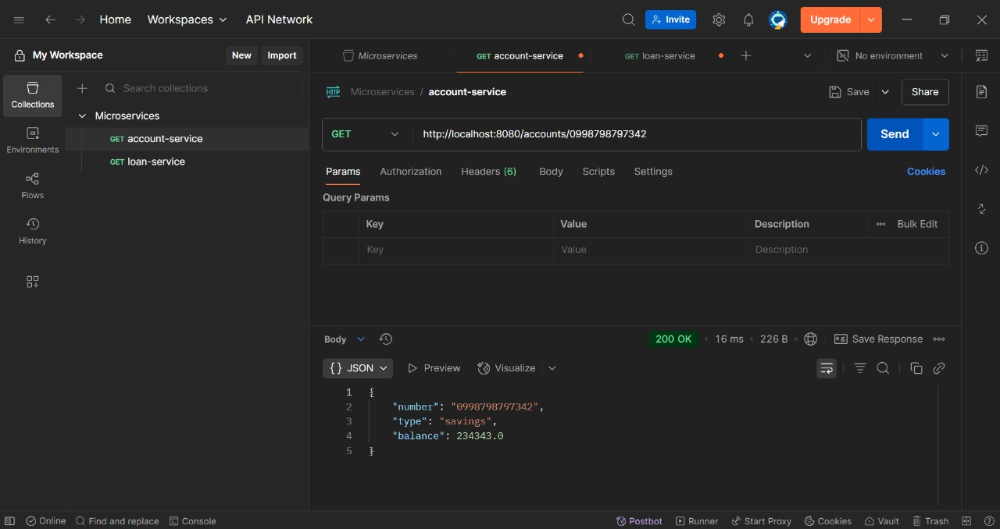 Home Workspaces API Network Invite Upgrade
My Workspace New Import
Microservices GET account-service GET loan-service No environment
Collections
Environments
Flows
History
Search collections
Microservices
GET account-service
GET loan-service
HTTP Microservices / account-service Save Share
GET http://localhost:8080/accounts/0998798797342 Send
Params Authorization Headers (6) Body Scripts Settings Cookies
Query Params
Key Value Description Bulk Edit
Key Value Description
Body 200 OK • 16 ms • 226 B • e.g. Save Response
{} JSON Preview Visualize
1 {
2 "number": "0998798797342",
3 "type": "savings",
4 "balance": 234343.0
5 }
Online Find and replace Console Postbot Runner Start Proxy Cookies Vault Trash